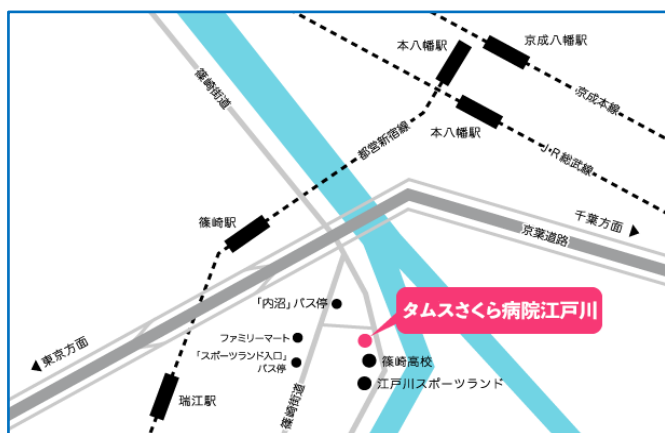 本八幡駅
京成八幡駅
篠崎街道
京成本線
都営新宿線
本八幡駅
J・R総武線
篠崎駅
千葉方面
京葉道路
「内沼」バス停
タムスさくら病院江戸川
東京方面
ファミリーマート
「スポーツランド入口」
バス停
篠崎高校
江戸川スポーツランド
瑞江駅
篠崎街道